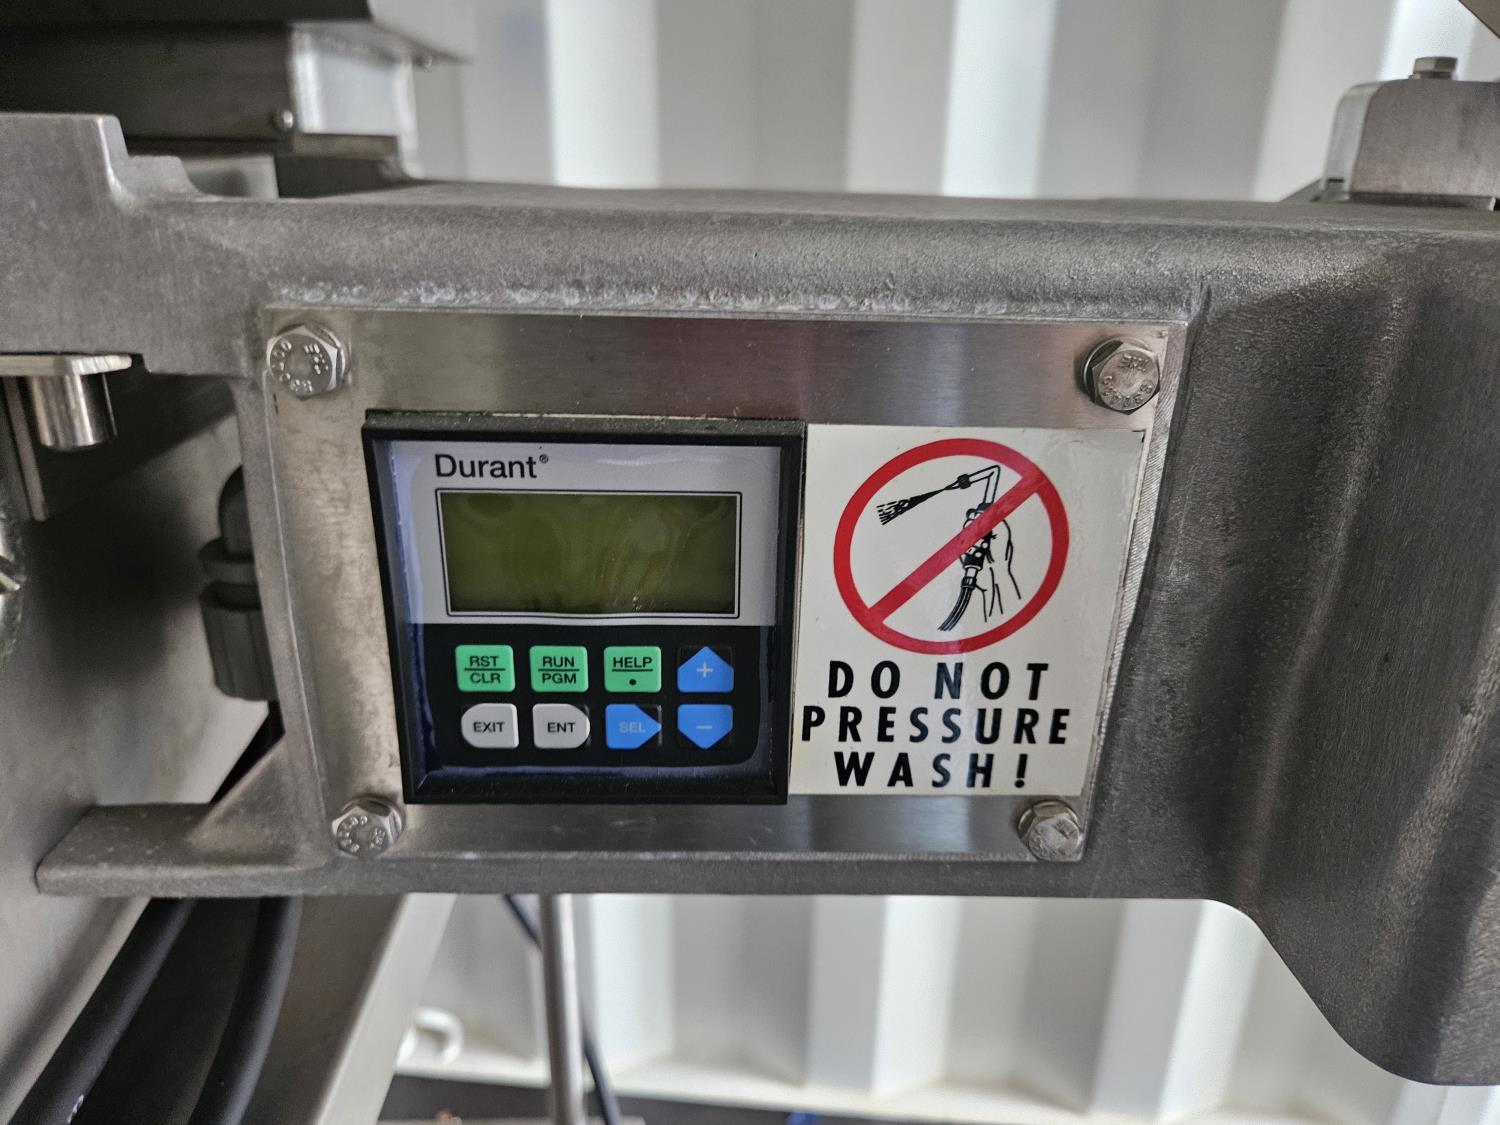 Durant®
RST
CLR
RUN
PGM
HELP
•
+
EXIT
ENT
SEL
−
DO NOT
PRESSURE
WASH!